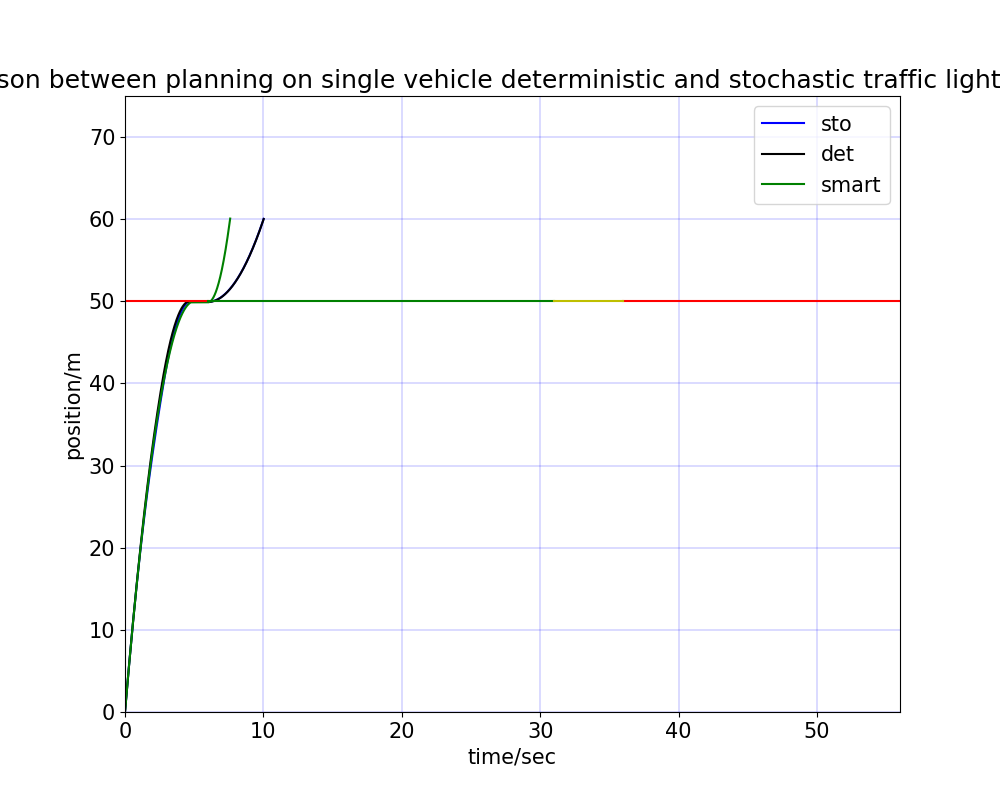 son between planning on single vehicle deterministic and stochastic traffic light
sto
det
smart
70
60
50
40
30
20
10
0
position/m
0 10 20 30 40 50
time/sec